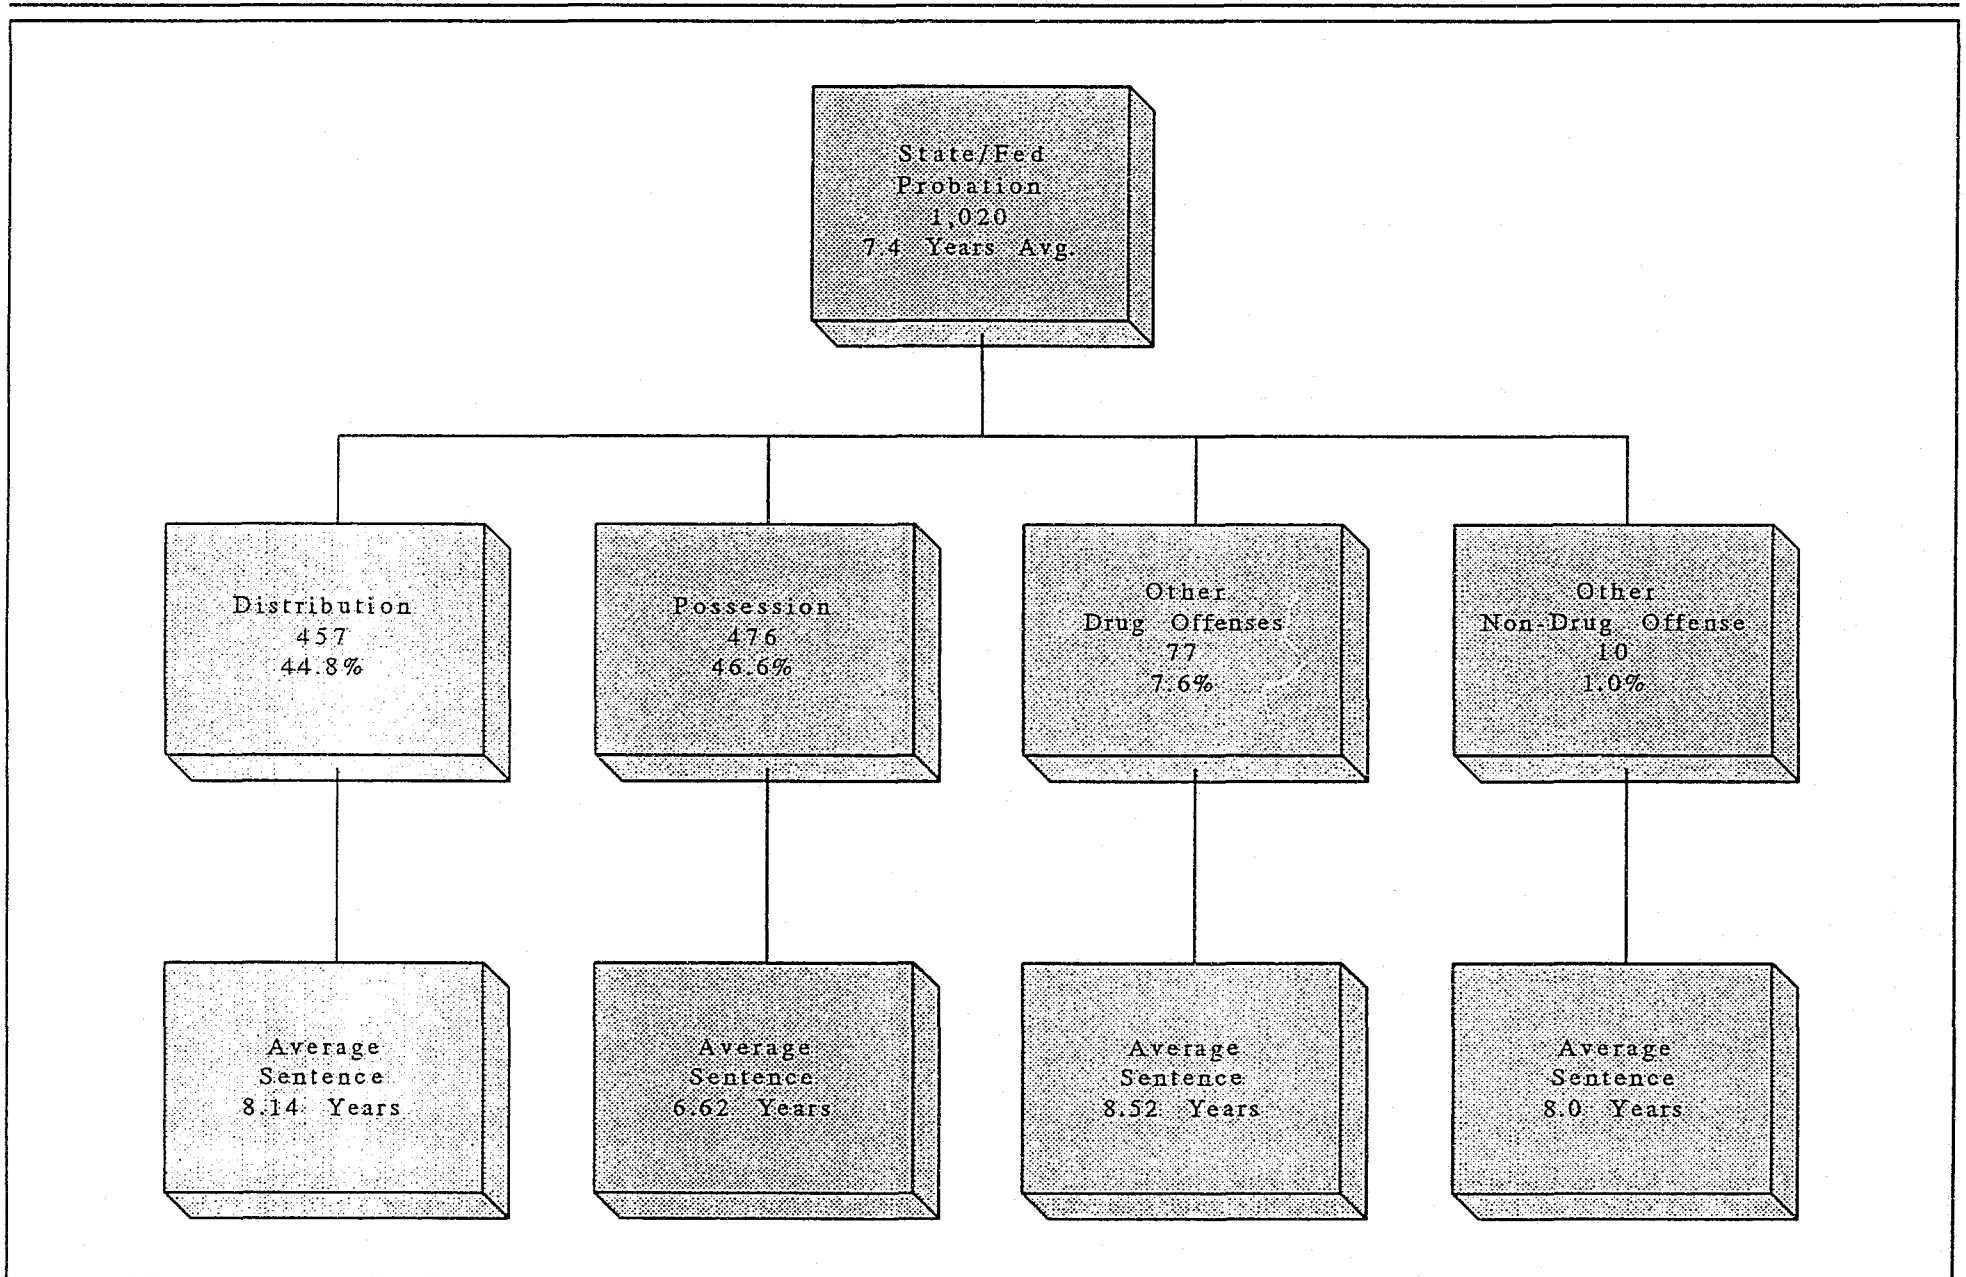 State/Fed
Probation
1,020
7.4 Years Avg.
Distribution
457
44.8%
Possession
476
46.6%
Other
Drug Offenses
77
7.6%
Other
Non-Drug Offense
10
1.0%
Average
Sentence
8.14 Years
Average
Sentence
6.62 Years
Average
Sentence
8.52 Years
Average
Sentence
8.0 Years